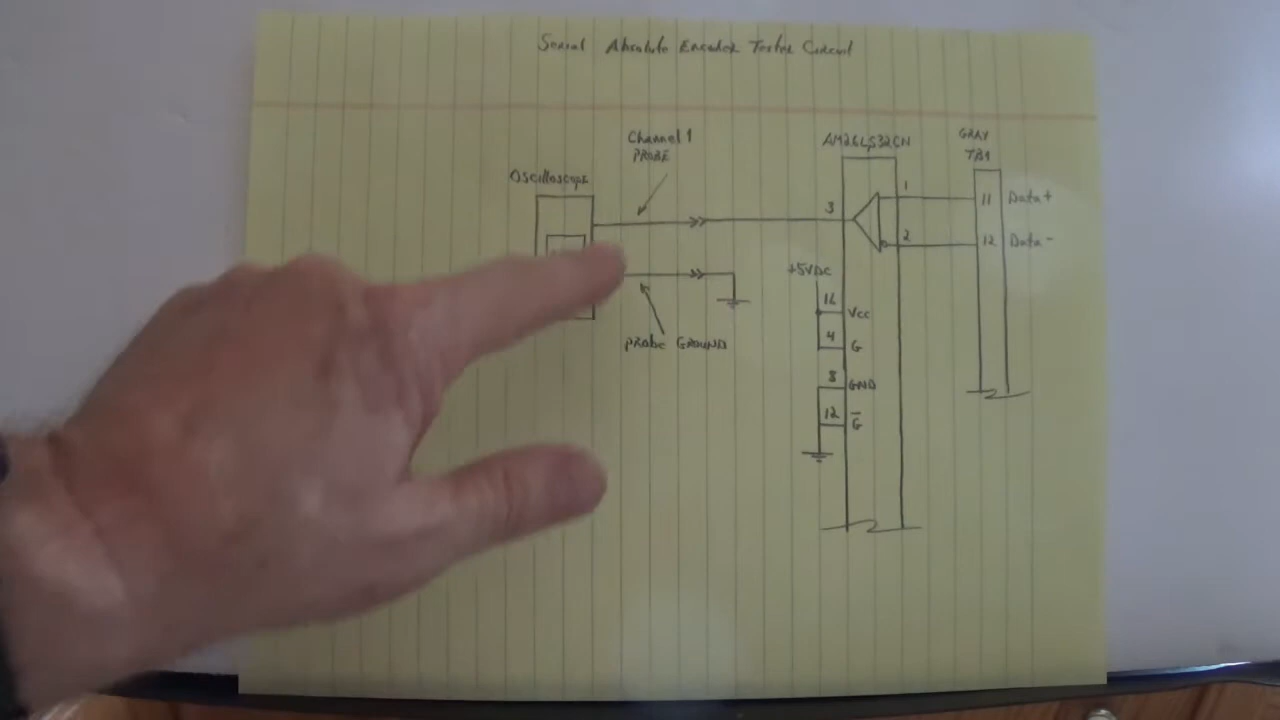 Serial Absolute Encoder Tester Circuit
Channel 1
PROBE
Oscilloscope
AM26LS32CN
GRAY
TB1
3
1
2
11 Data+
12 Data-
+5VDC
16 Vcc
4 G
8 GND
12 G̅
Probe GROUND